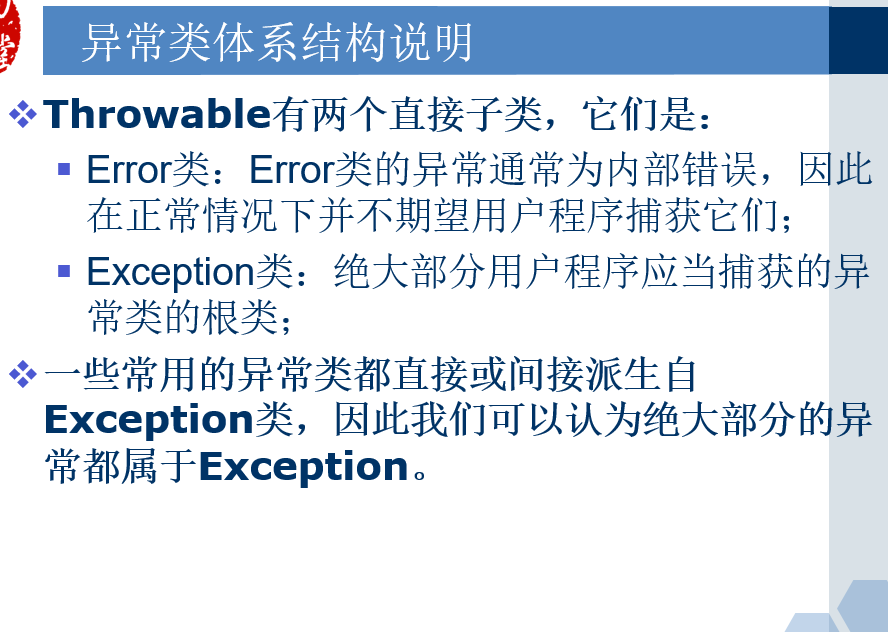 异常类体系结构说明
Throwable有两个直接子类，它们是：
Error类：Error类的异常通常为内部错误，因此
在正常情况下并不期望用户程序捕获它们；
Exception类：绝大部分用户程序应当捕获的异
常类的根类；
一些常用的异常类都直接或间接派生自
Exception类，因此我们可以认为绝大部分的异
常都属于Exception。